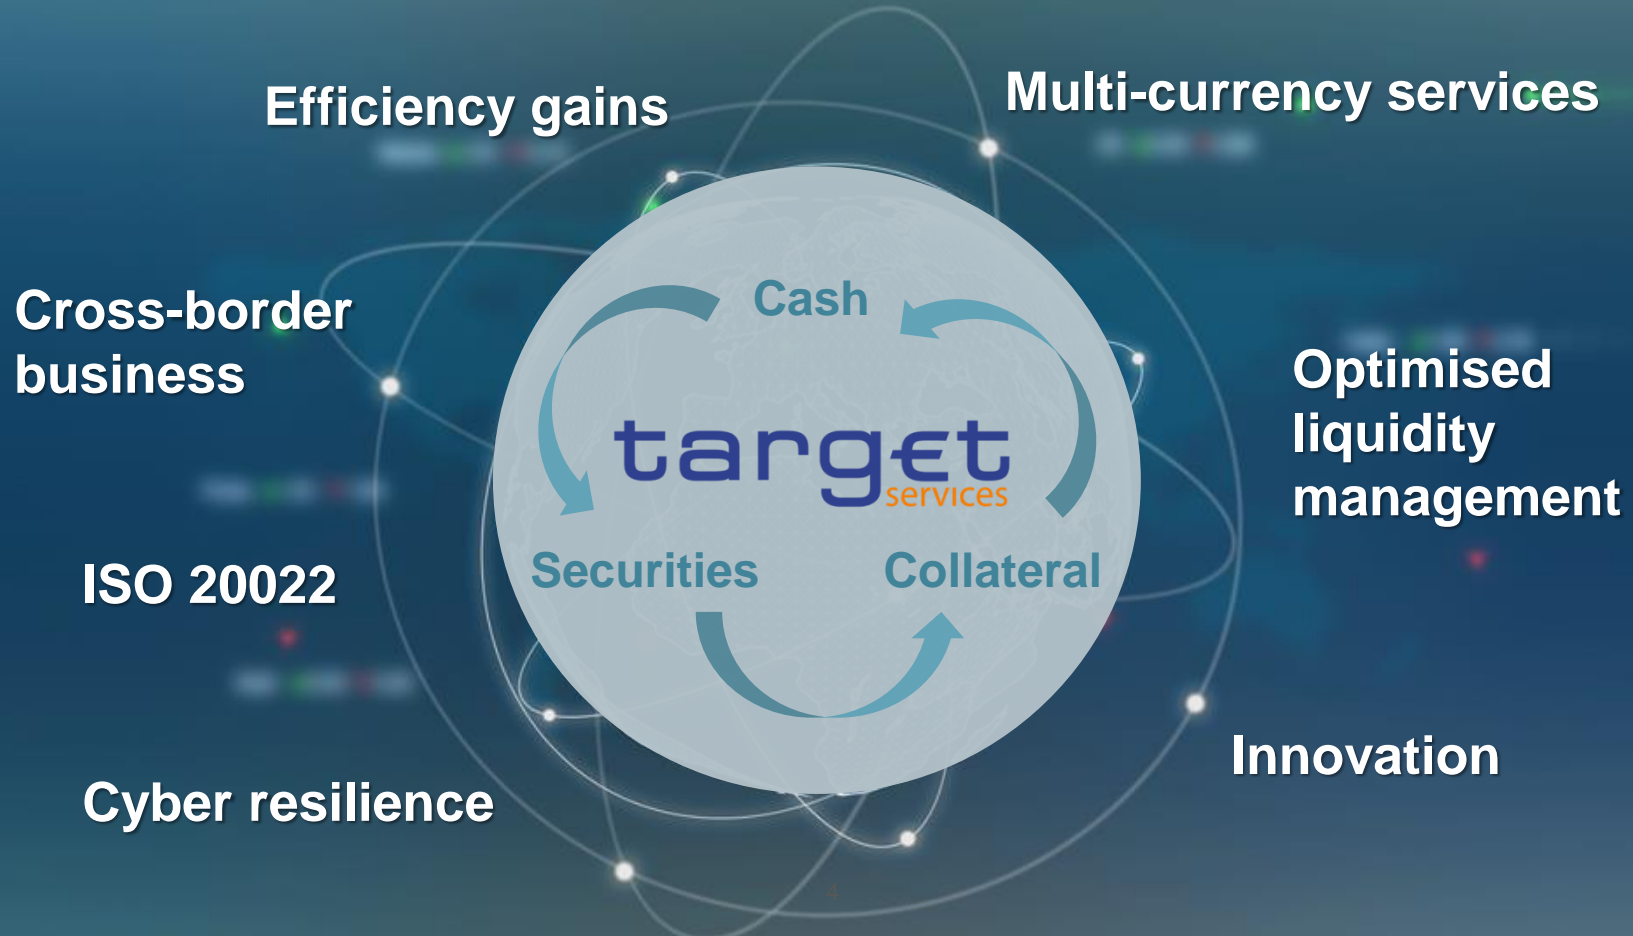 Efficiency gains
Multi-currency services
Cross-border
business
Cash
Optimised
liquidity
management
target
services
ISO 20022
Securities
Collateral
Innovation
Cyber resilience
4